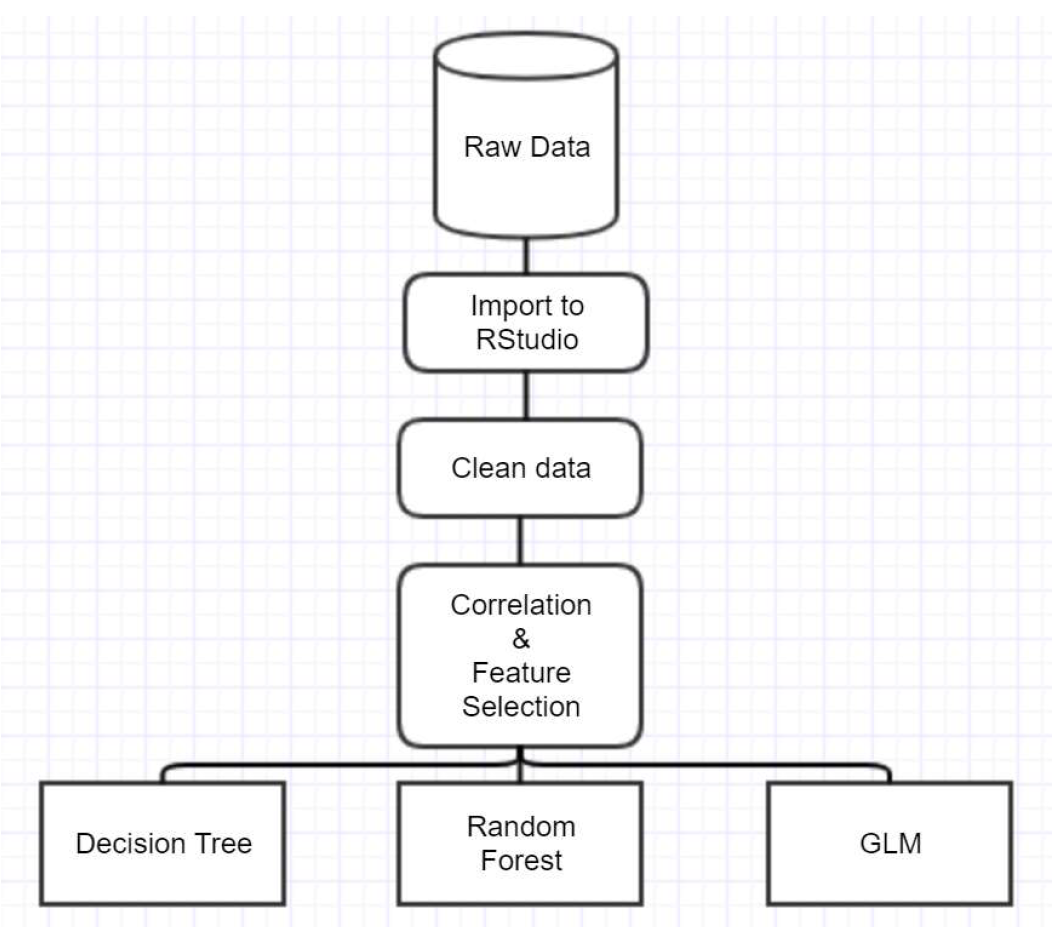 Raw Data
Import to
RStudio
Clean data
Correlation
&
Feature
Selection
Decision Tree
Random
Forest
GLM